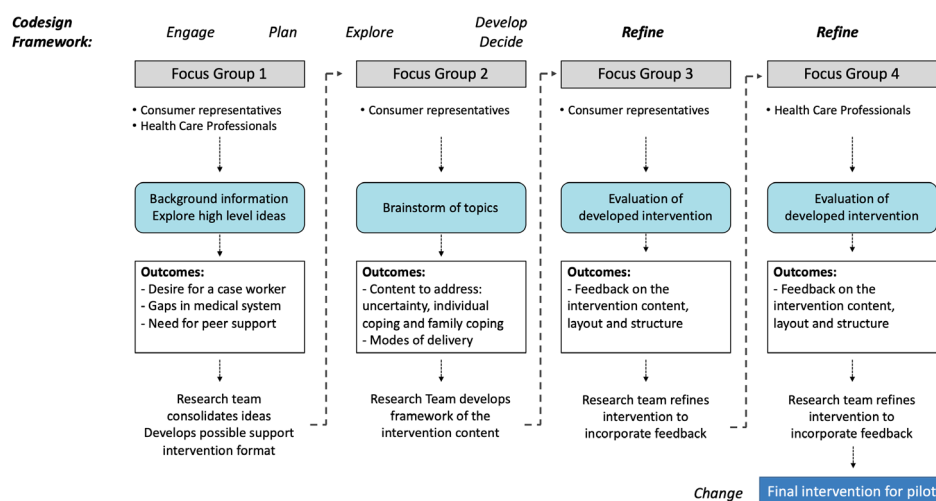 Codesign
Framework:
Engage
Plan
Explore
Develop
Decide
Refine
Refine
Focus Group 1
Focus Group 2
Focus Group 3
Focus Group 4
• Consumer representatives
• Health Care Professionals
• Consumer representatives
• Consumer representatives
• Health Care Professionals
Background information
Explore high level ideas
Brainstorm of topics
Evaluation of
developed intervention
Evaluation of
developed intervention
Outcomes:
- Desire for a case worker
- Gaps in medical system
- Need for peer support
Outcomes:
- Content to address:
uncertainty, individual
coping and family coping
- Modes of delivery
Outcomes:
- Feedback on the
intervention content,
layout and structure
Outcomes:
- Feedback on the
intervention content,
layout and structure
Research team
consolidates ideas
Develops possible support
intervention format
Research Team develops
framework of the
intervention content
Research team refines
intervention to
incorporate feedback
Research team refines
intervention to
incorporate feedback
Change
Final intervention for pilot